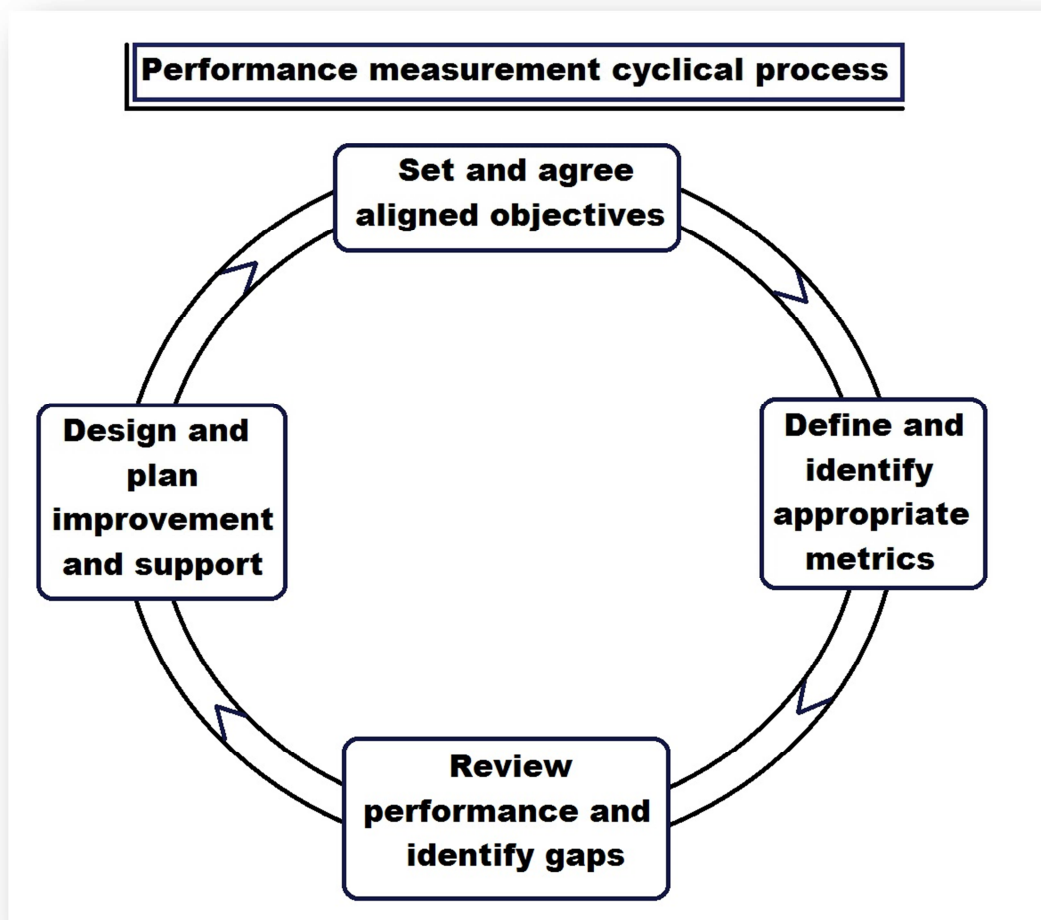 Performance measurement cyclical process
Set and agree
aligned objectives
Define and
identify
appropriate
metrics
Review
performance and
identify gaps
Design and
plan
improvement
and support